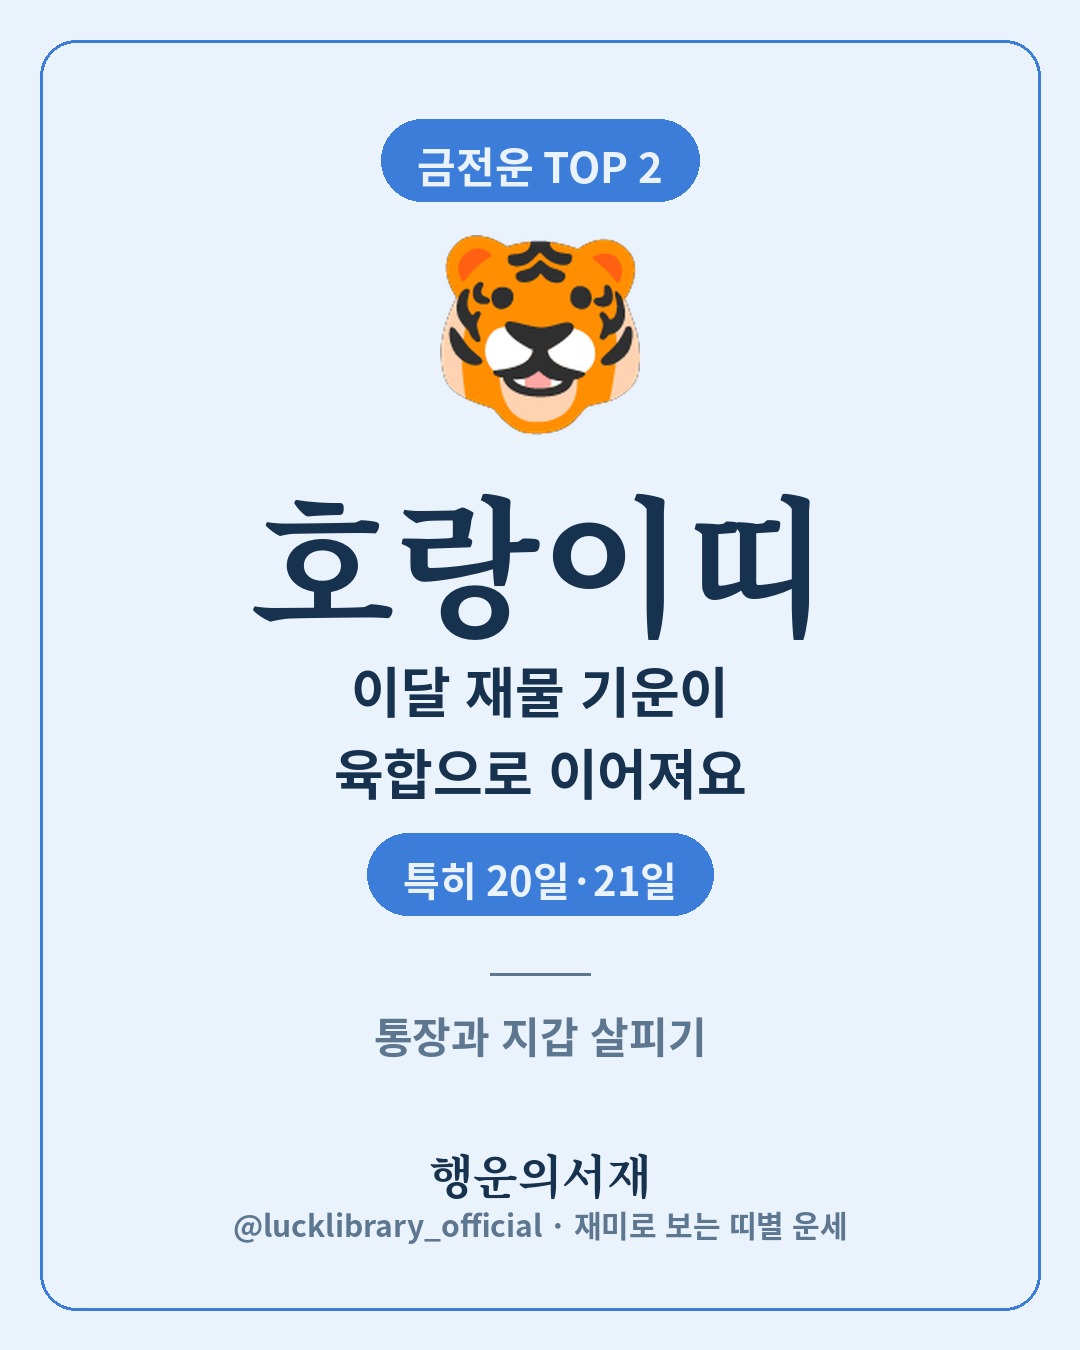 금전운 TOP 2
호랑이띠
이달 재물 기운이
육합으로 이어져요
특히 20일·21일
통장과 지갑 살피기
행운의서재
@lucklibrary_official · 재미로 보는 띠별 운세